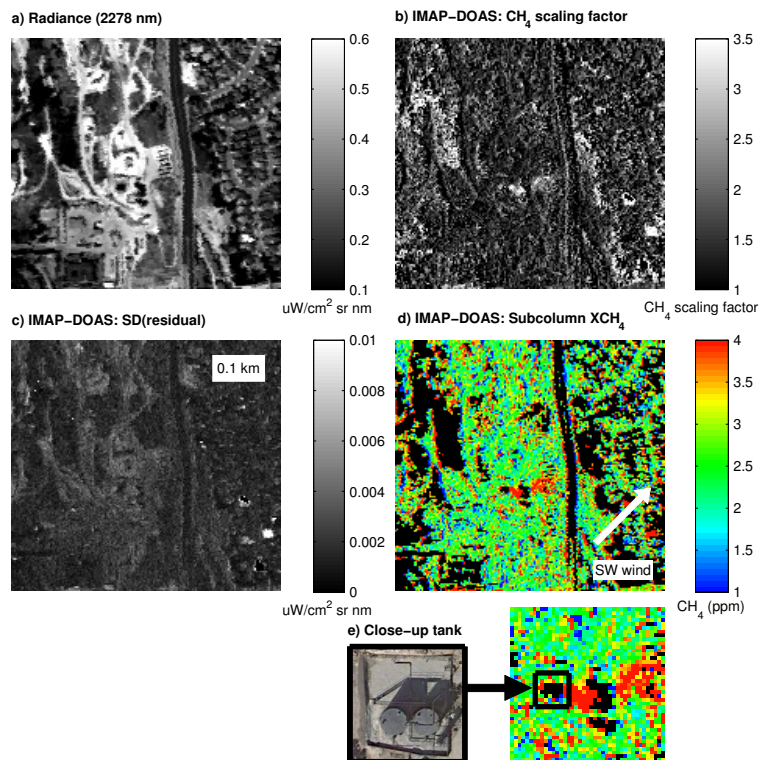 a) Radiance (2278 nm)
0.6
0.5
0.4
0.3
0.2
0.1
uW/cm² sr nm
b) IMAP−DOAS: CH₄ scaling factor
3.5
3
2.5
2
1.5
1
CH₄ scaling factor
c) IMAP−DOAS: SD(residual)
0.1 km
0.01
0.008
0.006
0.004
0.002
0
uW/cm² sr nm
d) IMAP−DOAS: Subcolumn XCH₄
SW wind
4
3.5
3
2.5
2
1.5
1
CH₄ (ppm)
e) Close−up tank